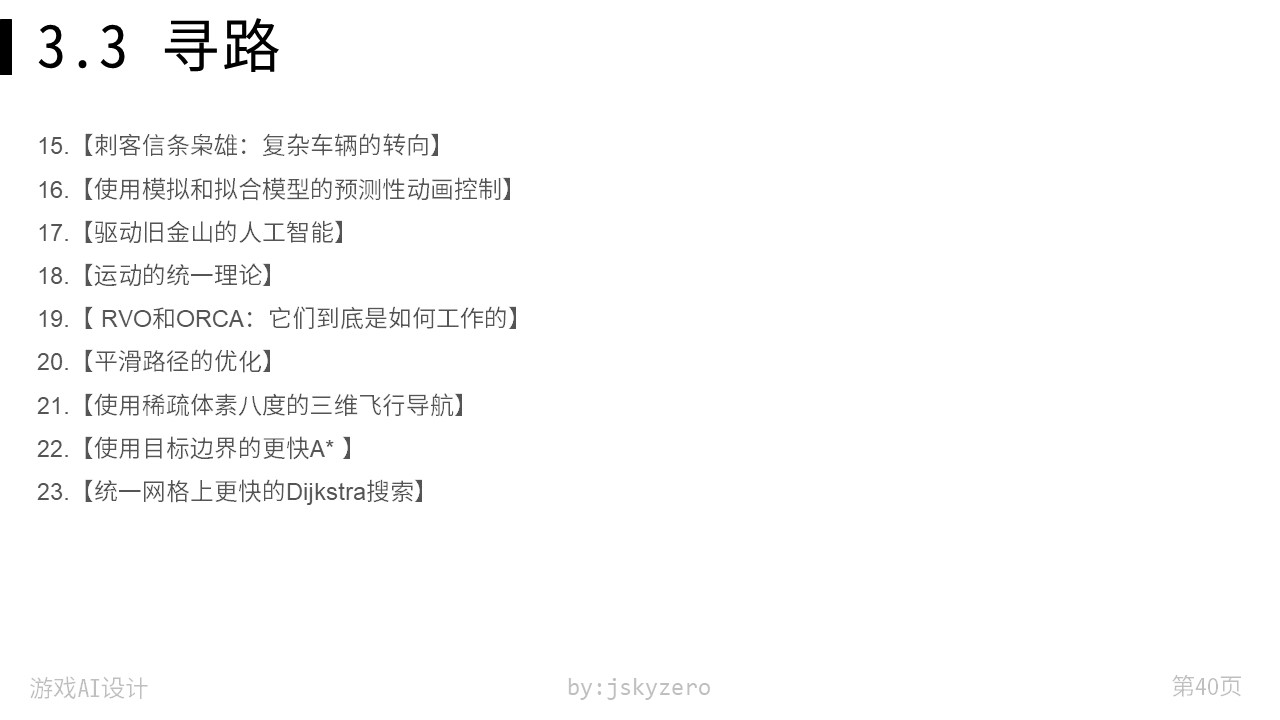 3.3 寻路
15.【刺客信条枭雄：复杂车辆的转向】
16.【使用模拟和拟合模型的预测性动画控制】
17.【驱动旧金山的人工智能】
18.【运动的统一理论】
19.【 RVO和ORCA：它们到底是如何工作的】
20.【平滑路径的优化】
21.【使用稀疏体素八度的三维飞行导航】
22.【使用目标边界的更快A* 】
23.【统一网格上更快的Dijkstra搜索】
游戏AI设计
by:jskyzero
第40页